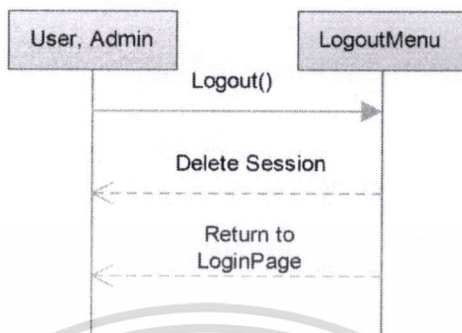 User, Admin
LogoutMenu
Logout()
Delete Session
Return to
LoginPage